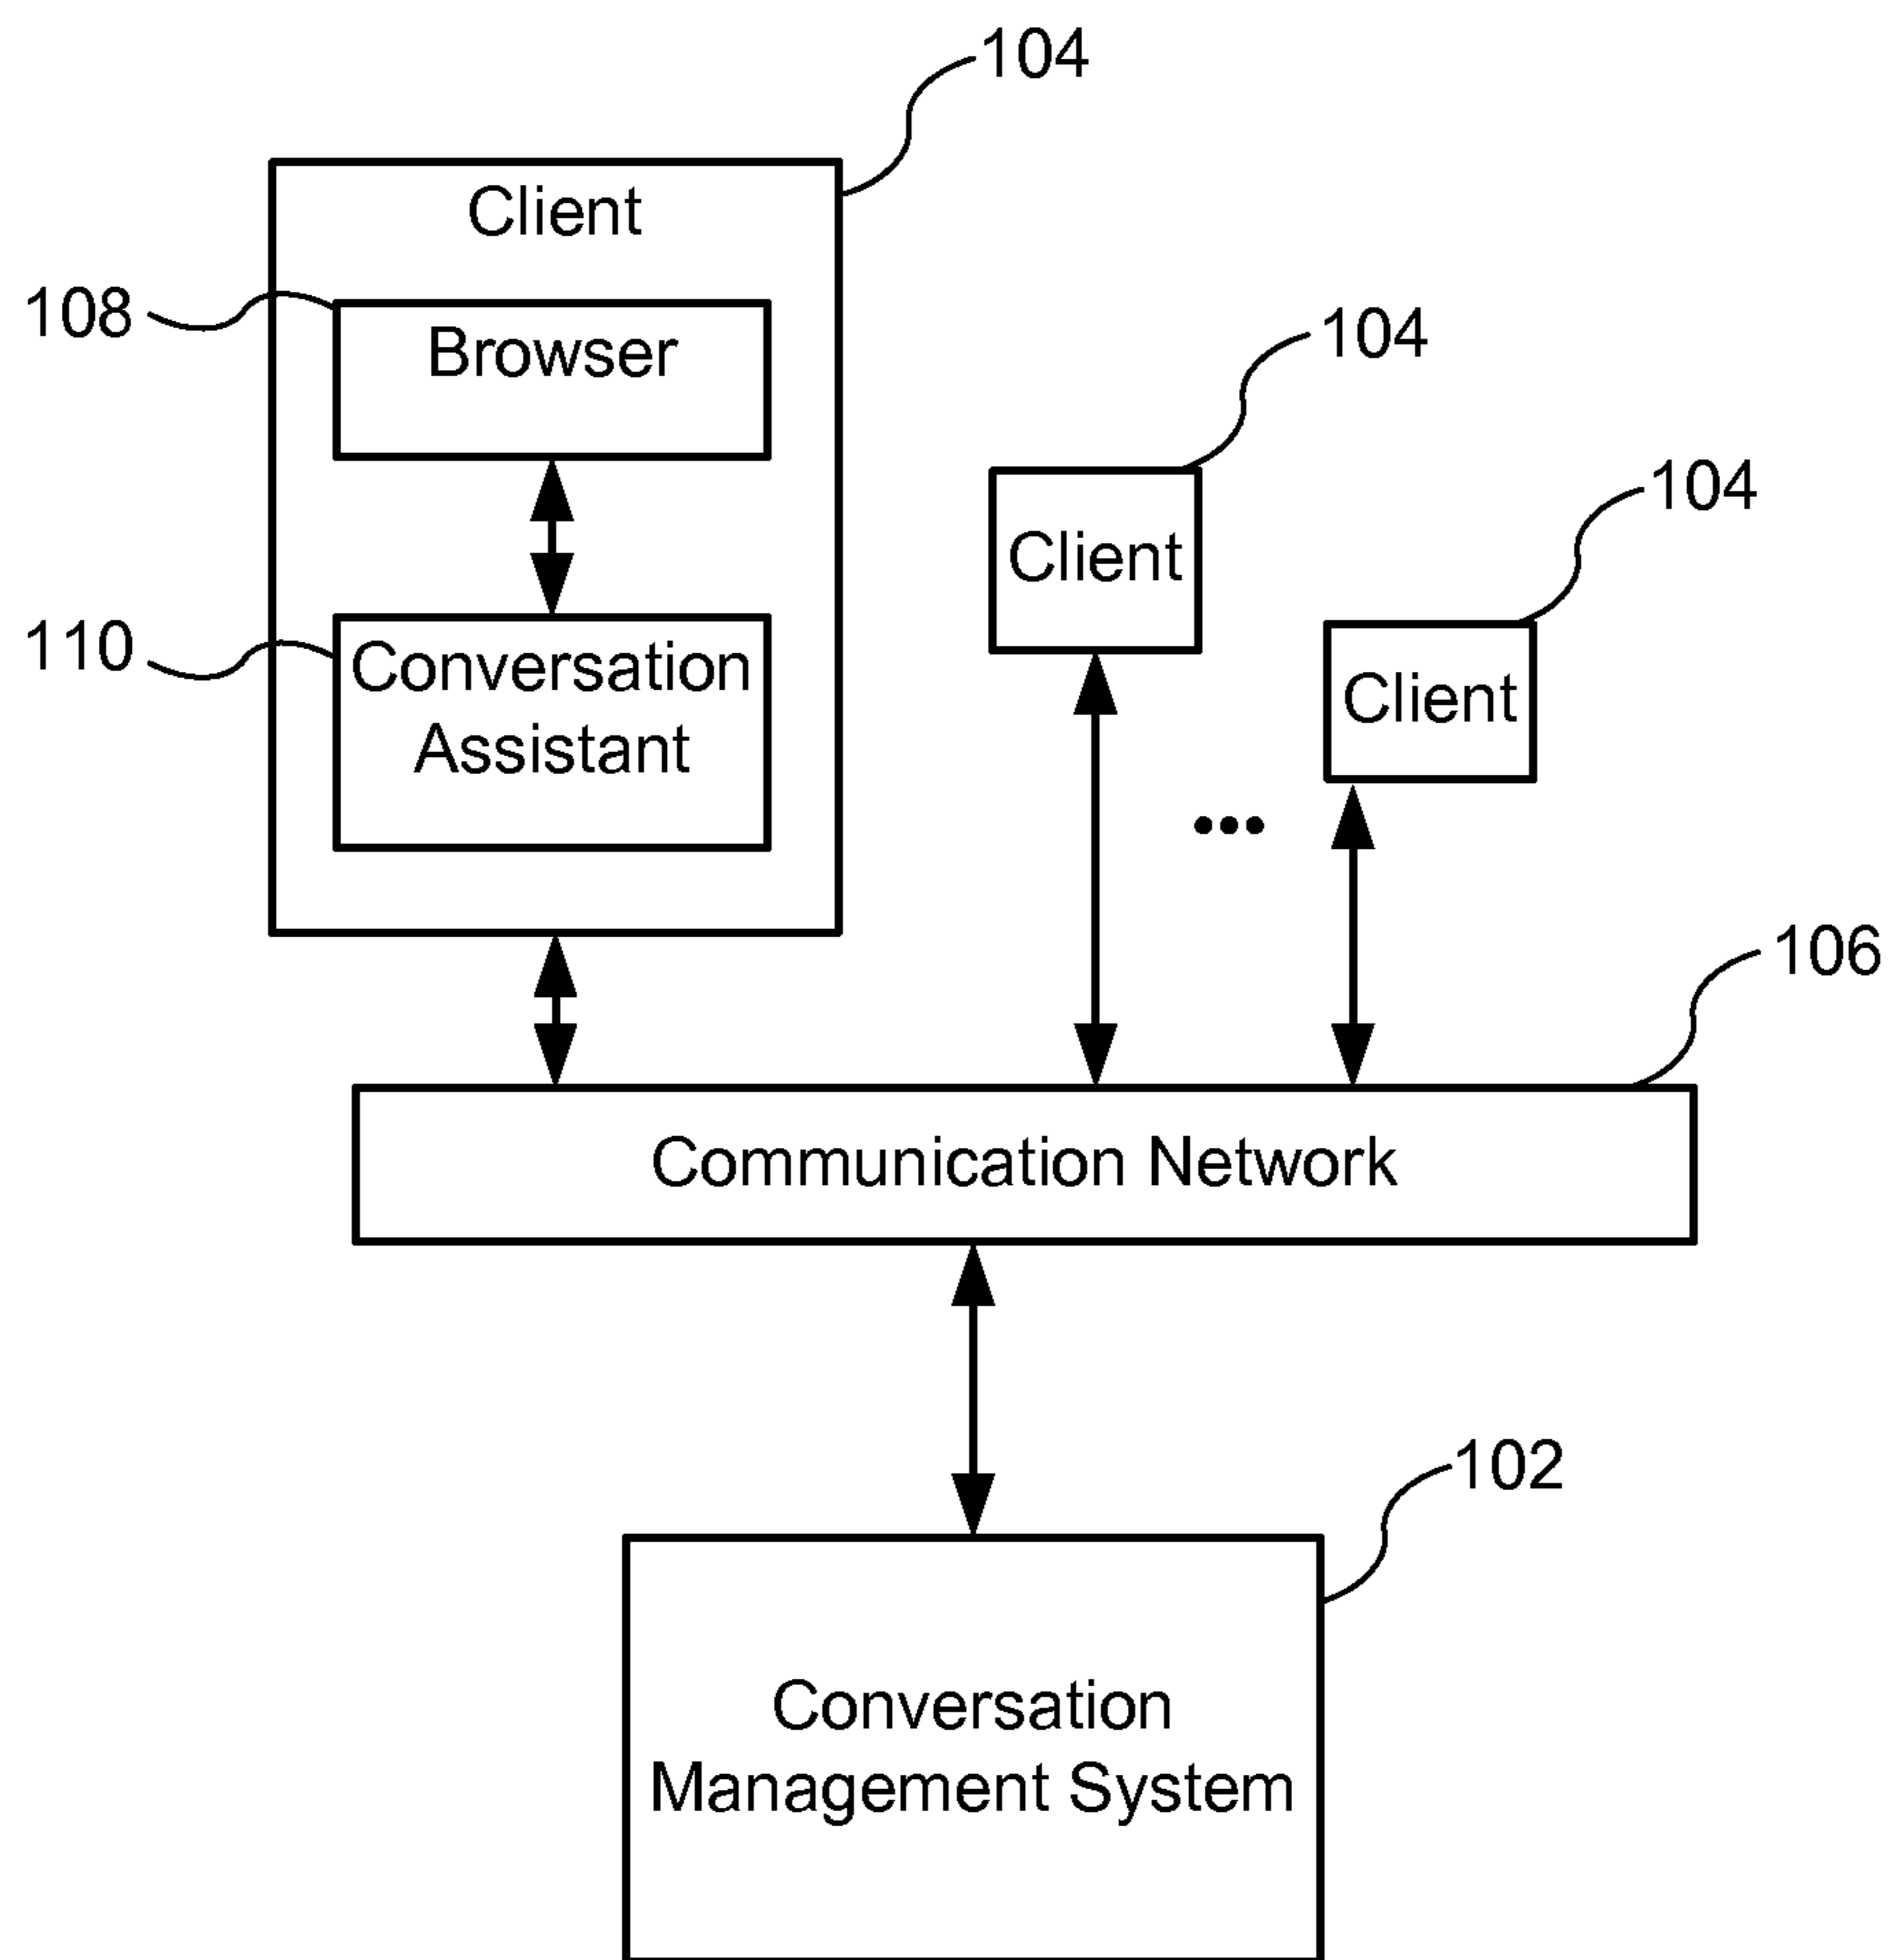 104
Client
108
Browser
104
104
Client
110
Conversation
Assistant
Client
106
Communication Network
102
Conversation
Management System